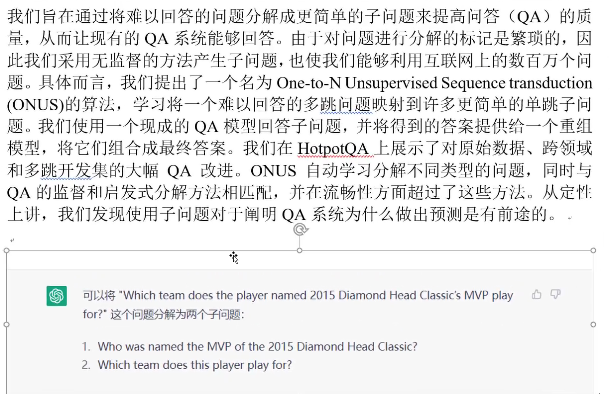 我们旨在通过将难以回答的问题分解成更简单的子问题来提高问答（QA）的质
量，从而让现有的 QA 系统能够回答。由于对问题进行分解的标记是繁琐的，因
此我们采用无监督的方法产生子问题，也使我们能够利用互联网上的数百万个问
题。具体而言，我们提出了一个名为 One-to-N Unsupervised Sequence transduction
(ONUS)的算法，学习将一个难以回答的多跳问题映射到许多更简单的单跳子问
题。我们使用一个现成的 QA 模型回答子问题，并将得到的答案提供给一个重组
模型，将它们组合成最终答案。我们在 HotpotQA 上展示了对原始数据、跨领域
和多跳开发集的大幅 QA 改进。ONUS 自动学习分解不同类型的问题，同时与
QA 的监督和启发式分解方法相匹配，并在流畅性方面超过了这些方法。从定性
上讲，我们发现使用子问题对于阐明 QA 系统为什么做出预测是有前途的。
可以将 "Which team does the player named 2015 Diamond Head Classic's MVP play
for?" 这个问题分解为两个子问题：
1. Who was named the MVP of the 2015 Diamond Head Classic?
2. Which team does this player play for?